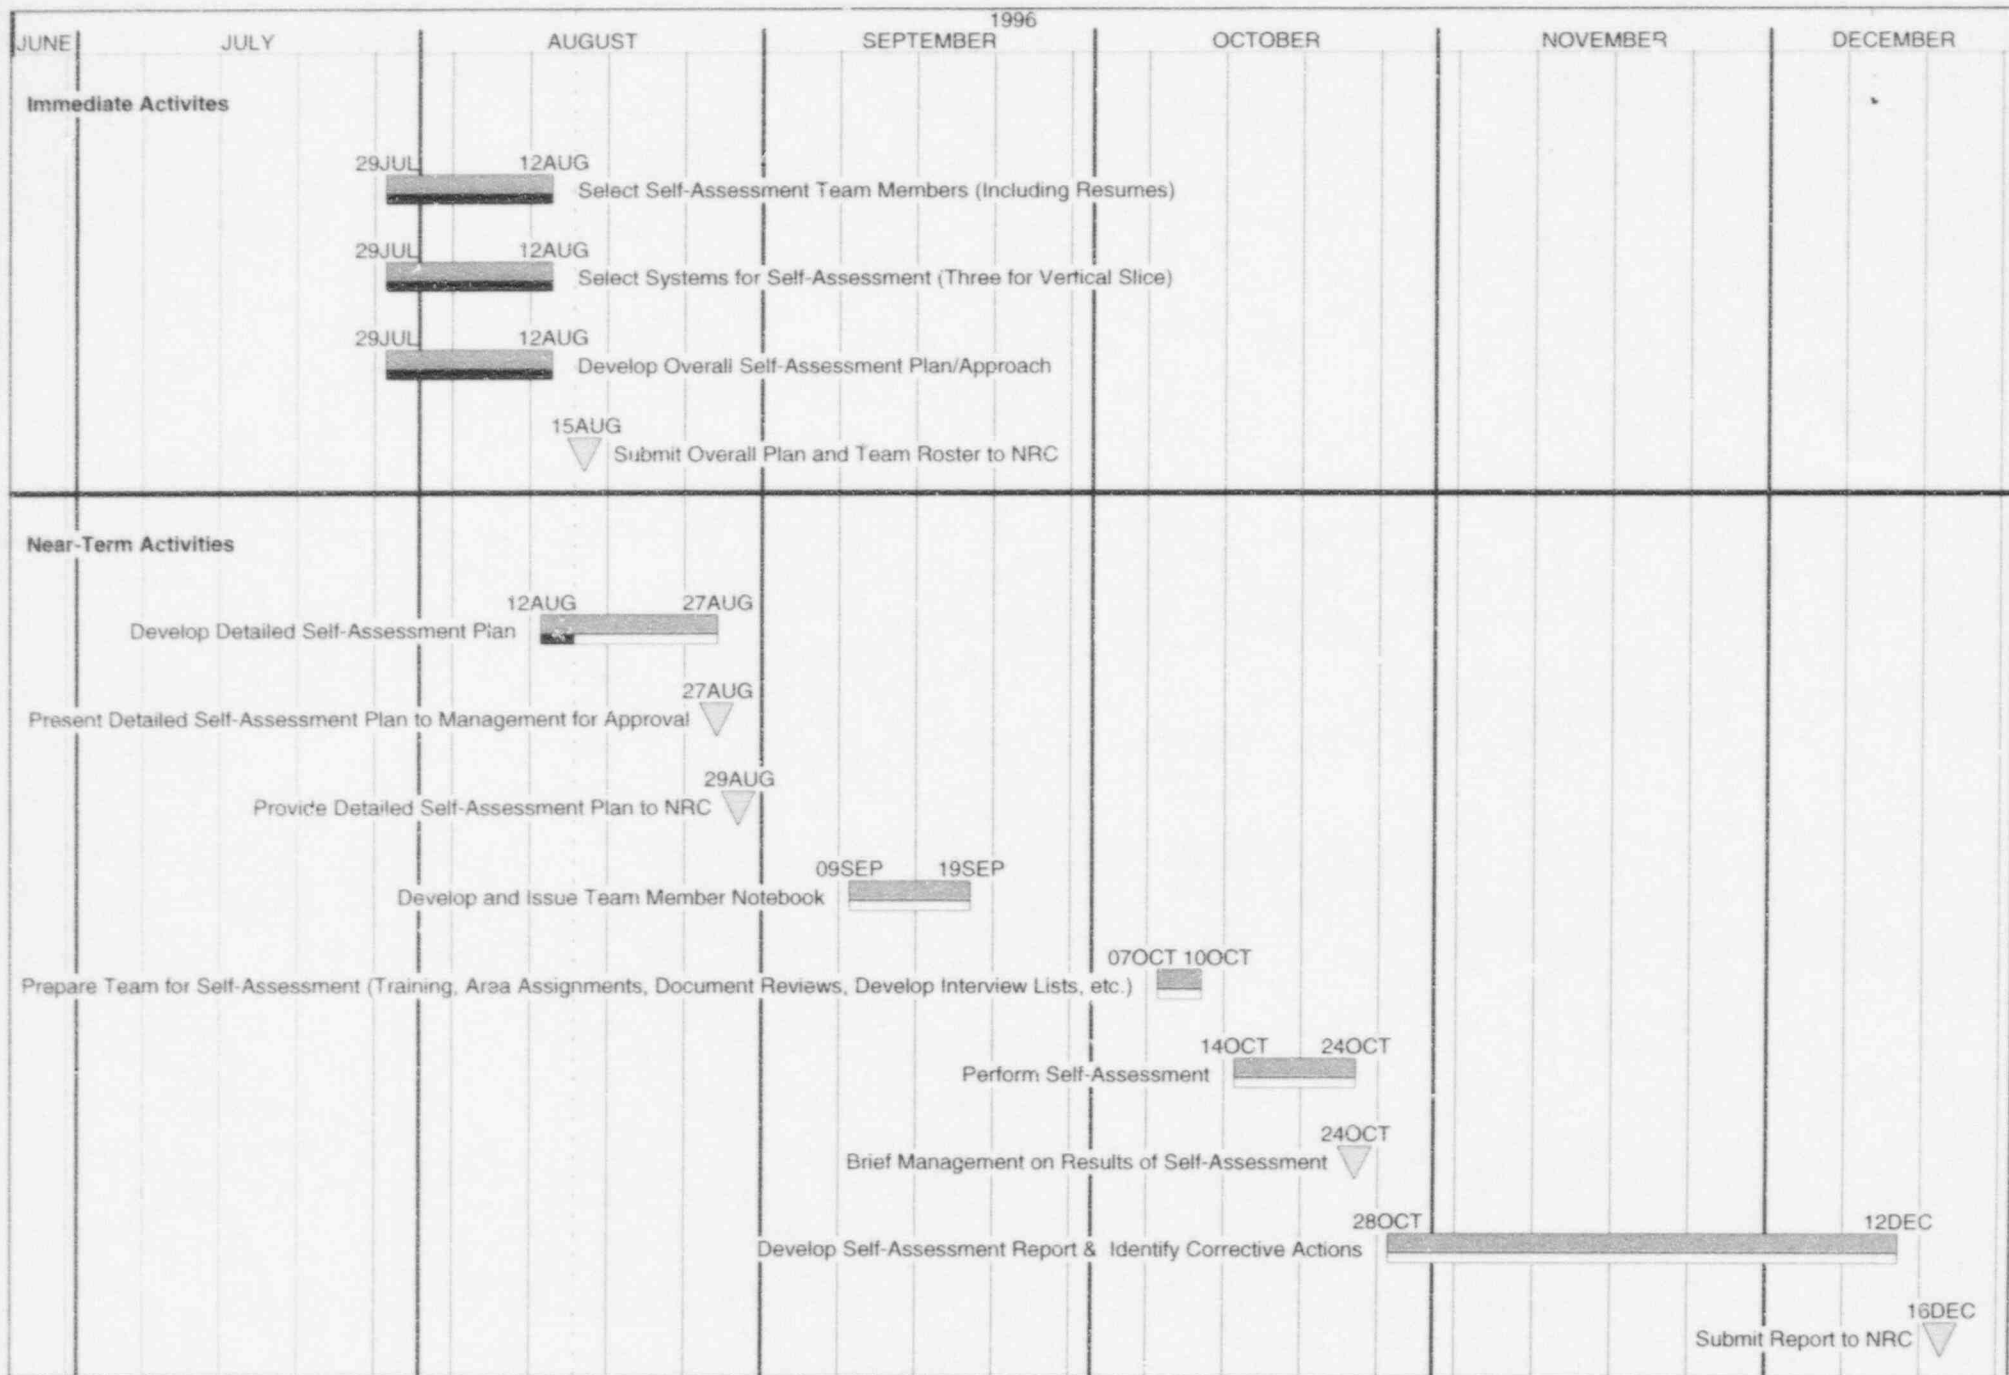 1996
JUNE JULY AUGUST SEPTEMBER OCTOBER NOVEMBER DECEMBER
Immediate Activites
29JUL 12AUG
Select Self-Assessment Team Members (Including Resumes)
29JUL 12AUG
Select Systems for Self-Assessment (Three for Vertical Slice)
29JUL 12AUG
Develop Overall Self-Assessment Plan/Approach
15AUG
Submit Overall Plan and Team Roster to NRC
Near-Term Activities
12AUG 27AUG
Develop Detailed Self-Assessment Plan
27AUG
Present Detailed Self-Assessment Plan to Management for Approval
29AUG
Provide Detailed Self-Assessment Plan to NRC
09SEP 19SEP
Develop and Issue Team Member Notebook
07OCT 10OCT
Prepare Team for Self-Assessment (Training, Area Assignments, Document Reviews, Develop Interview Lists, etc.)
14OCT 24OCT
Perform Self-Assessment
24OCT
Brief Management on Results of Self-Assessment
28OCT 12DEC
Develop Self-Assessment Report & Identify Corrective Actions
16DEC
Submit Report to NRC